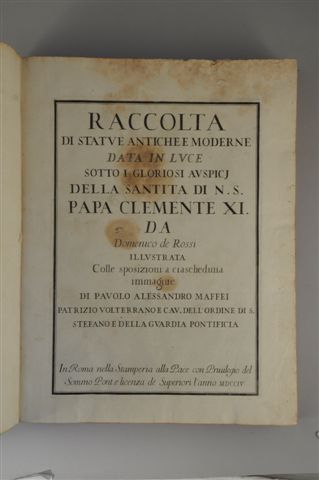 RACCOLTA
DI STATVE ANTICHE E MODERNE
DATA IN LVCE
SOTTO I GLORIOSI AVSPICJ
DELLA SANTITA DI N. S.
PAPA CLEMENTE XI.
DA
Domenico de Rossi
ILLVSTRATA
Colle sposizioni a ciascheduna
immagine
DI PAVOLO ALESSANDRO MAFFEI
PATRIZIO VOLTERRANO E CAV. DELL'ORDINE DI S.
STEFANO E DELLA GVARDIA PONTIFICIA
In Roma nella Stamperia alla Pace con Priuilegio del
Sommo Pont e licenza de Superiori l'anno MDCCIV